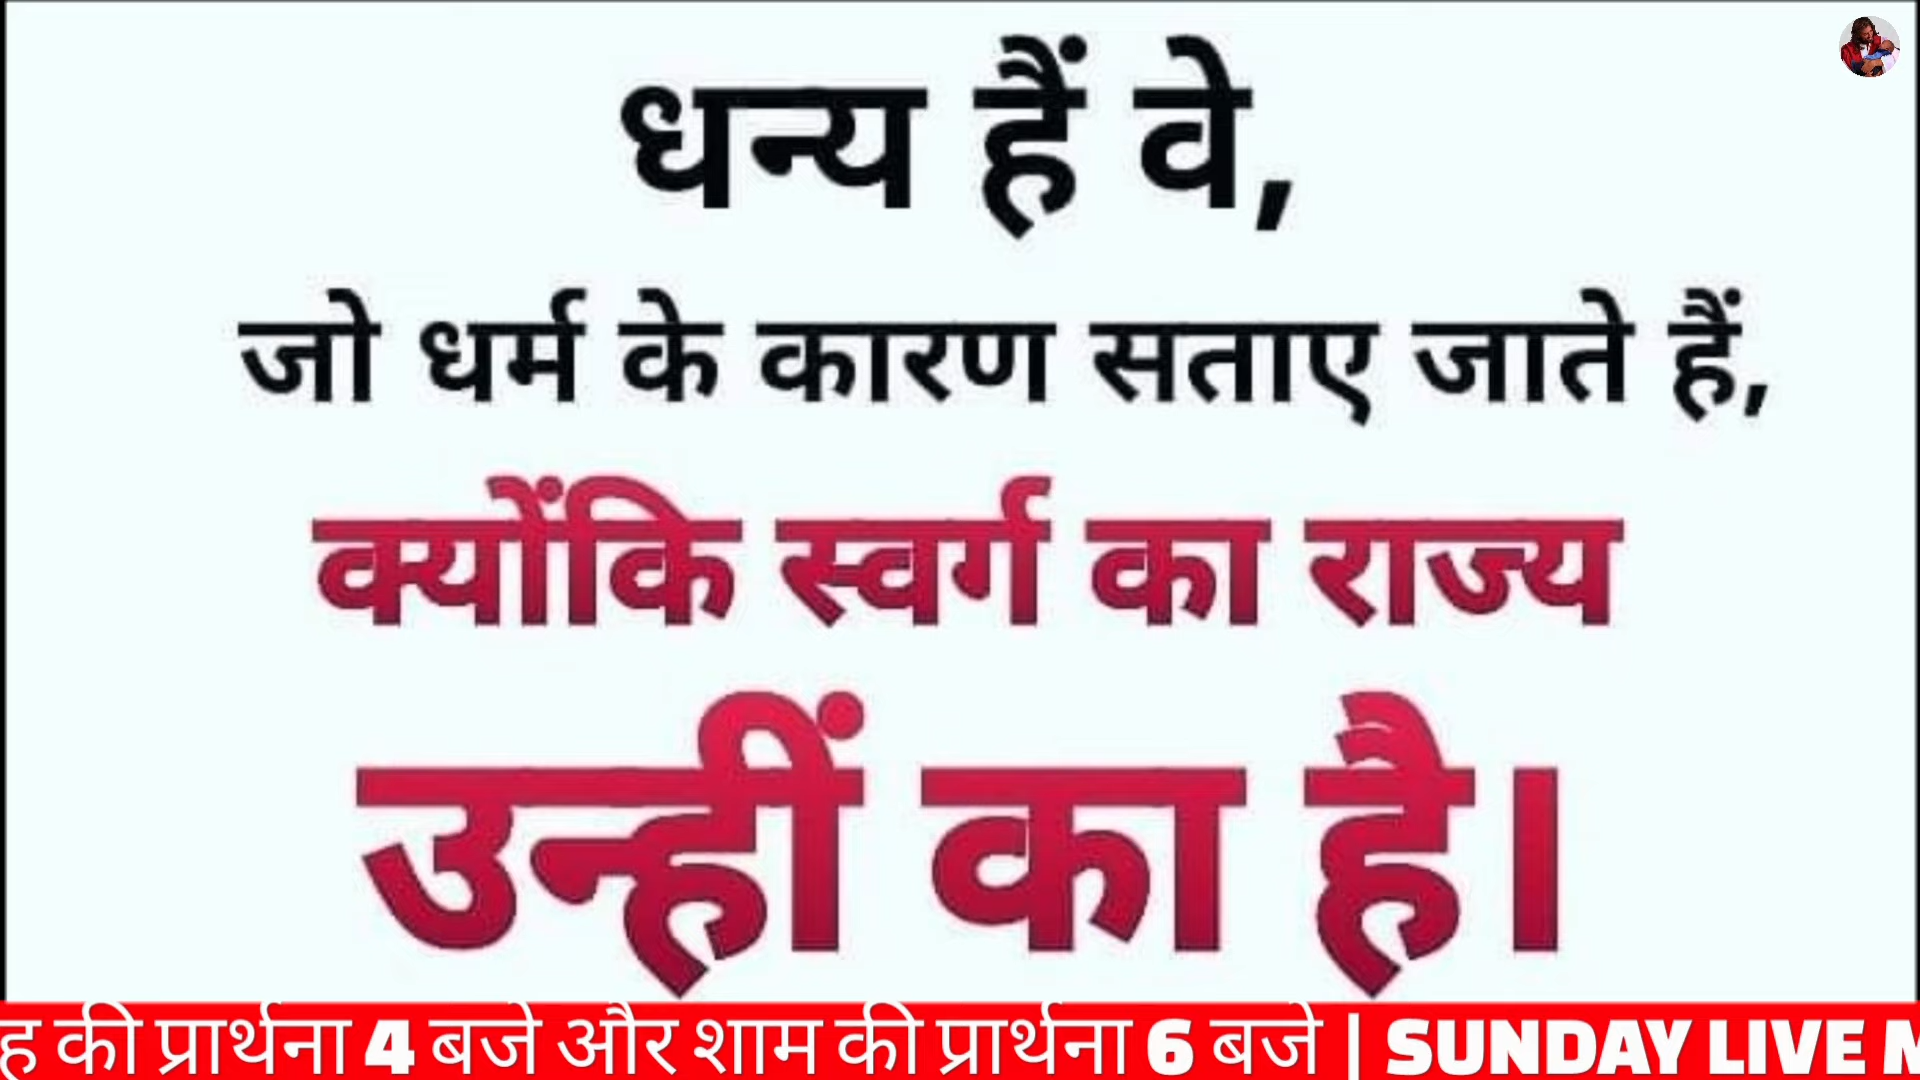 धन्य हैं वे,
जो धर्म के कारण सताए जाते हैं,
क्योंकि स्वर्ग का राज्य
उन्हीं का है।
ह की प्रार्थना 4 बजे और शाम की प्रार्थना 6 बजे | SUNDAY LIVE M